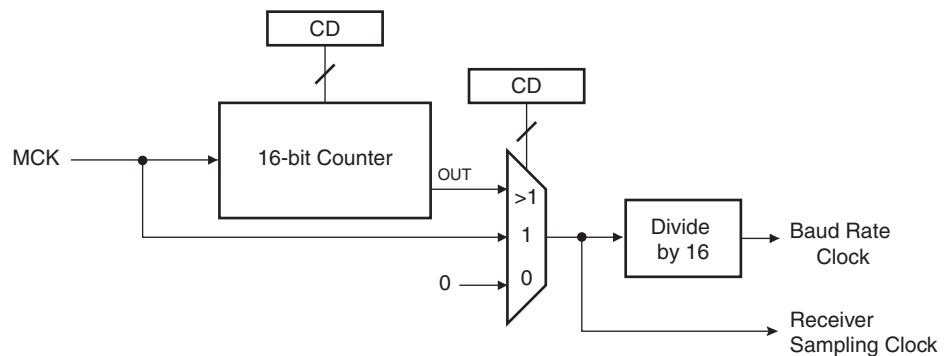 CD
CD
MCK
16-bit Counter
OUT
>1
1
0
0
Divide
by 16
Baud Rate
Clock
Receiver
Sampling Clock